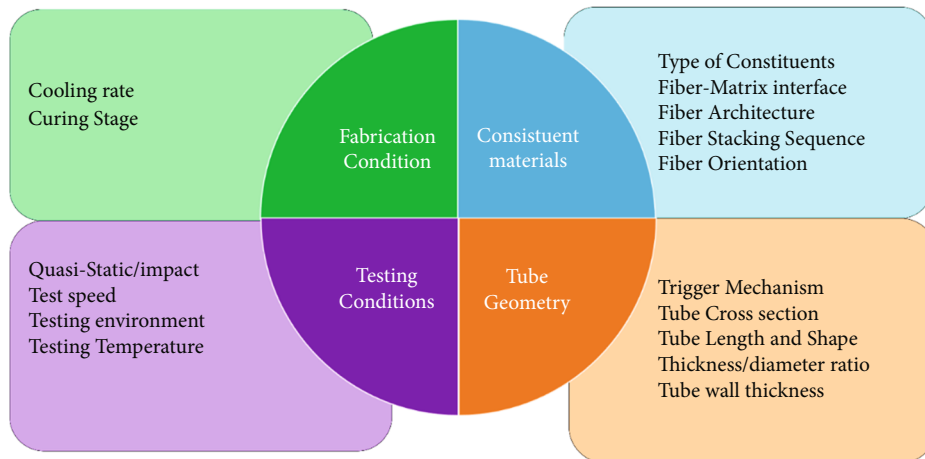 Cooling rate
Curing Stage
Fabrication
Condition
Consistuent
materials
Type of Constituents
Fiber-Matrix interface
Fiber Architecture
Fiber Stacking Sequence
Fiber Orientation
Quasi-Static/impact
Test speed
Testing environment
Testing Temperature
Testing
Conditions
Tube
Geometry
Trigger Mechanism
Tube Cross section
Tube Length and Shape
Thickness/diameter ratio
Tube wall thickness